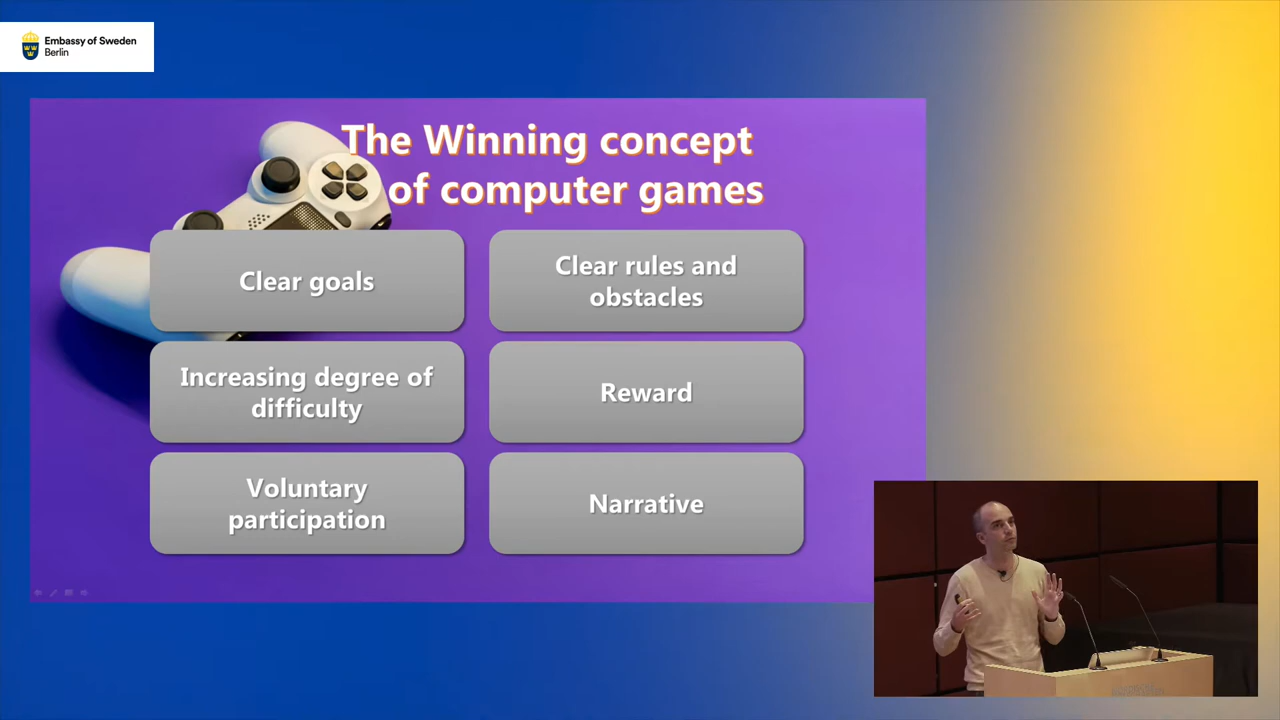 Embassy of Sweden
Berlin
The Winning concept
of computer games
Clear goals
Clear rules and
obstacles
Increasing degree of
difficulty
Reward
Voluntary
participation
Narrative